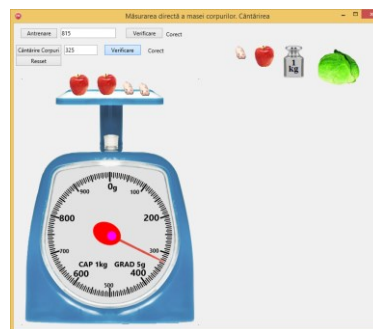 Măsurarea directă a masei corpurilor. Cântărirea
Antrenare 815 Verificare Corect
Cântărire Corpuri 325 Verificare Corect
Resset
1 kg
0g
900 100
800 200
700 300
CAP 1kg GRAD 5g
600 400
500